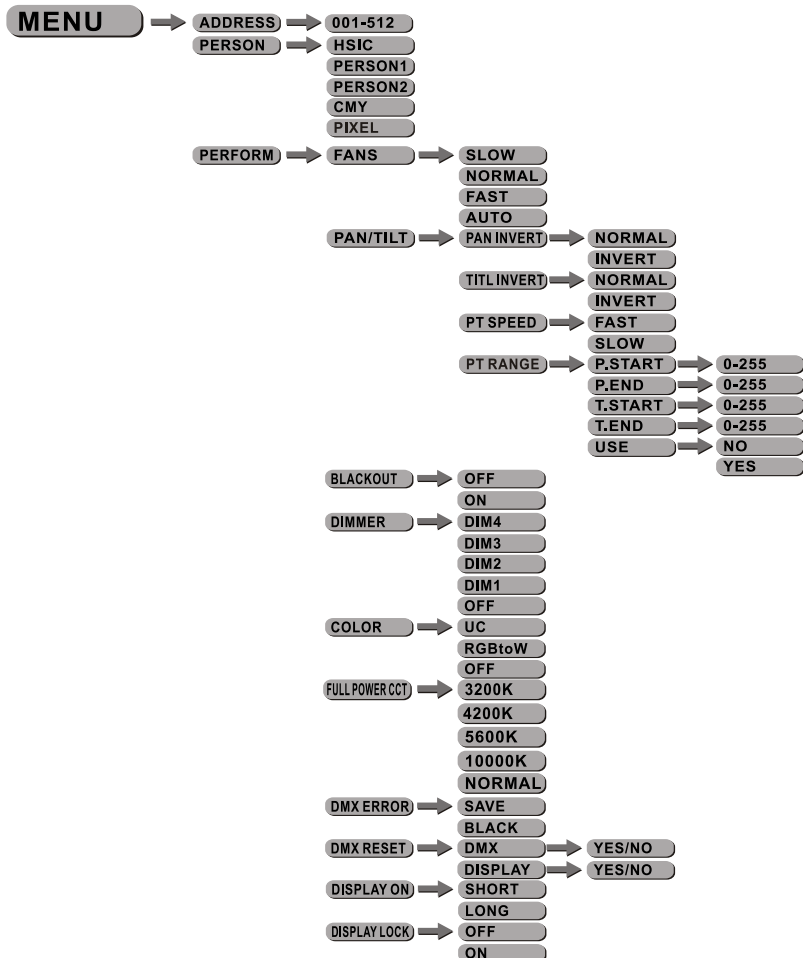 MENU ADDRESS 001-512
PERSON HSIC
PERSON1
PERSON2
CMY
PIXEL
PERFORM FANS SLOW
NORMAL
FAST
AUTO
PAN/TILT PAN INVERT NORMAL
INVERT
TITL INVERT NORMAL
INVERT
PT SPEED FAST
SLOW
PT RANGE P.START 0-255
P.END 0-255
T.START 0-255
T.END 0-255
USE NO
YES
BLACKOUT OFF
ON
DIMMER DIM4
DIM3
DIM2
DIM1
OFF
COLOR UC
RGBtoW
OFF
FULL POWER CCT 3200K
4200K
5600K
10000K
NORMAL
DMX ERROR SAVE
BLACK
DMX RESET DMX YES/NO
DISPLAY YES/NO
DISPLAY ON SHORT
LONG
DISPLAY LOCK OFF
ON